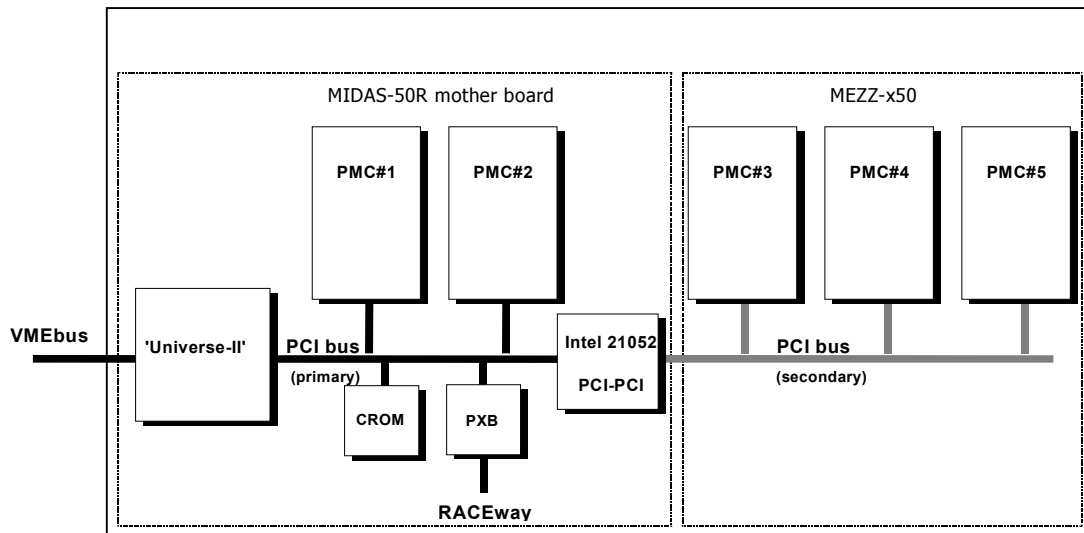 MIDAS-50R mother board
MEZZ-x50
PMC#1
PMC#2
PMC#3
PMC#4
PMC#5
VMEbus
'Universe-II'
PCI bus
(primary)
Intel 21052
PCI-PCI
PCI bus
(secondary)
CROM
PXB
RACEway